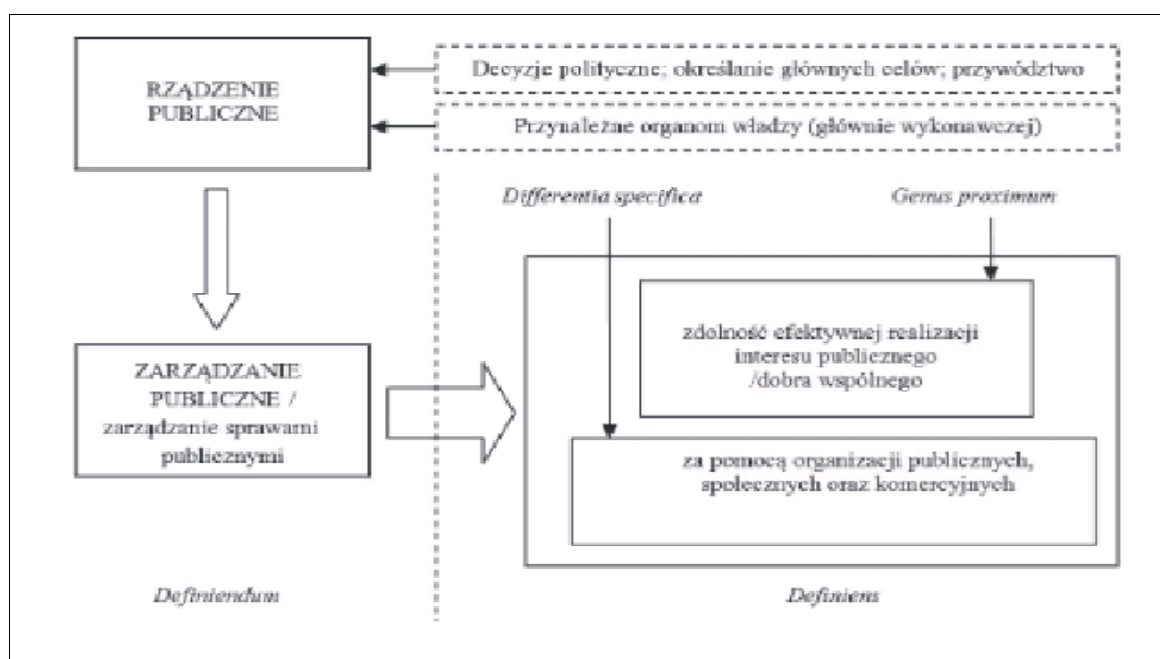 RZĄDZENIE
PUBLICZNE
Decyzje polityczne; określanie głównych celów; przywództwo
Przynależne organom władzy (głównie wykonawczej)
Differentia specifica
Genus proximum
zdolność efektywnej realizacji
interesu publicznego
/dobra wspólnego
ZARZĄDZANIE
PUBLICZNE /
zarządzanie sprawami
publicznymi
za pomocą organizacji publicznych,
społecznych oraz komercyjnych
Definiendum
Definiens